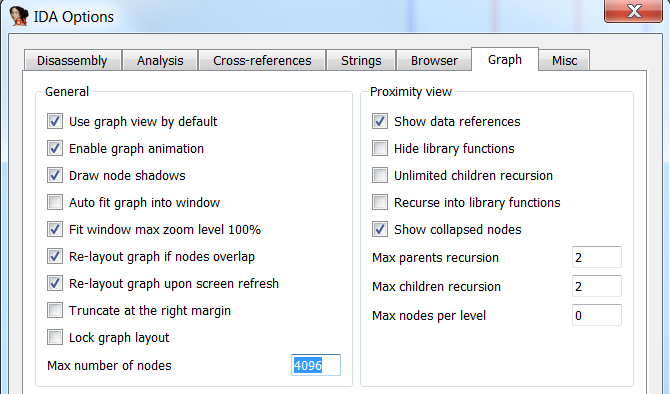 IDA Options
Disassembly Analysis Cross-references Strings Browser Graph Misc
General
Use graph view by default
Enable graph animation
Draw node shadows
Auto fit graph into window
Fit window max zoom level 100%
Re-layout graph if nodes overlap
Re-layout graph upon screen refresh
Truncate at the right margin
Lock graph layout
Max number of nodes 4096
Proximity view
Show data references
Hide library functions
Unlimited children recursion
Recurse into library functions
Show collapsed nodes
Max parents recursion 2
Max children recursion 2
Max nodes per level 0